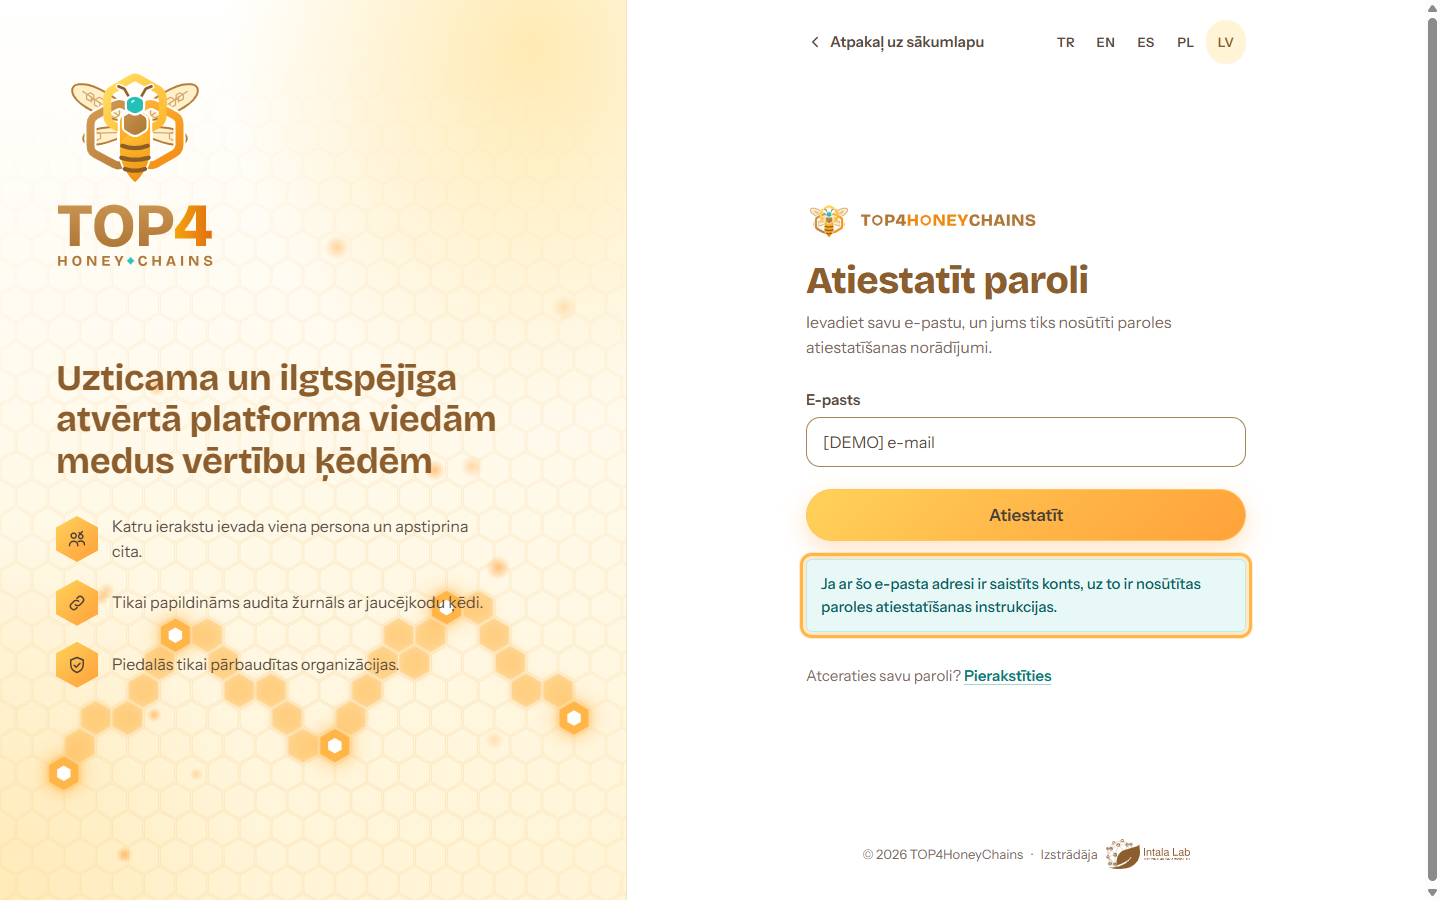 TOP4
HONEY CHAINS
Uzticama un ilgtspējīga
atvērtā platforma viedām
medus vērtību ķēdēm
Katru ierakstu ievada viena persona un apstiprina
cita.
Tikai papildināms audita žurnāls ar jaucējkodu ķēdi.
Piedalās tikai pārbaudītas organizācijas.
Atpakaļ uz sākumlapu
TR EN ES PL LV
TOP4HONEYCHAINS
Atiestatīt paroli
Ievadiet savu e-pastu, un jums tiks nosūtīti paroles
atiestatīšanas norādījumi.
E-pasts
[DEMO] e-mail
Atiestatīt
Ja ar šo e-pasta adresi ir saistīts konts, uz to ir nosūtītas
paroles atiestatīšanas instrukcijas.
Atceraties savu paroli? Pierakstīties
© 2026 TOP4HoneyChains · Izstrādāja
Intala Lab